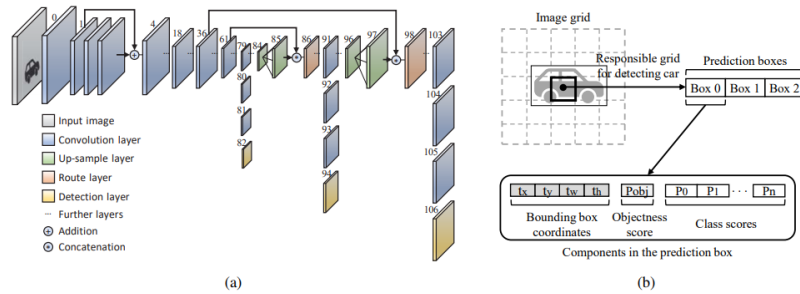 0
1
4
18
36
61
79
84
85
86
91
96
97
98
103
80
81
82
92
93
94
104
105
106
Input image
Convolution layer
Up-sample layer
Route layer
Detection layer
··· Further layers
Addition
Concatenation
(a)
Image grid
Responsible grid
for detecting car
Prediction boxes
Box 0 Box 1 Box 2
tx ty tw th Pobj P0 P1 ··· Pn
Bounding box
coordinates
Objectness
score
Class scores
Components in the prediction box
(b)